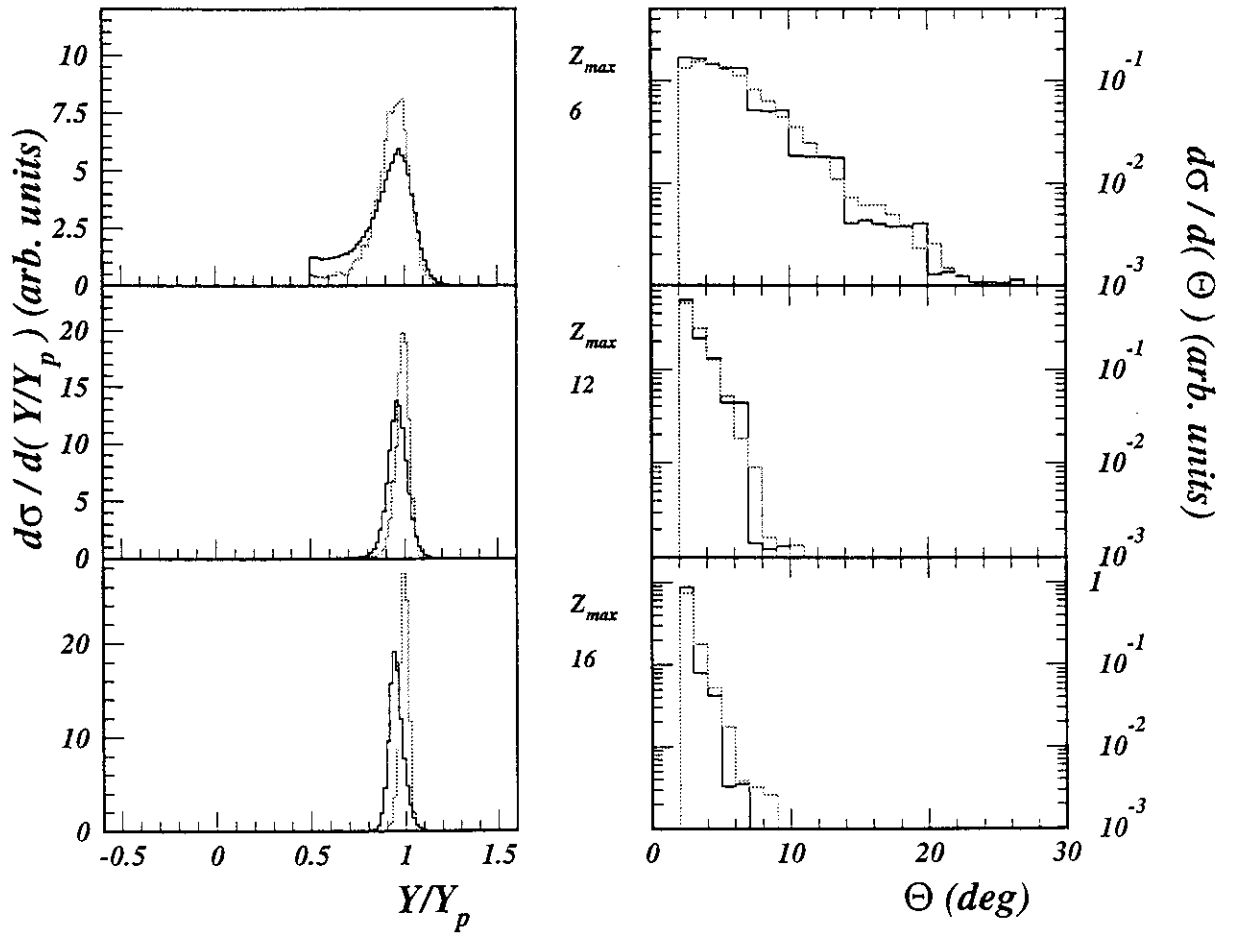 dσ / d( Y/Y_p ) (arb. units)
10
7.5
5
2.5
0
20
15
10
5
0
20
10
0
-0.5 0 0.5 1 1.5
Y/Y_p
Z_max
6
Z_max
12
Z_max
16
10^-1
10^-2
10^-3
10^-1
10^-2
10^-3
1
10^-1
10^-2
10^-3
0 10 20 30
Θ (deg)
dσ / d( Θ ) (arb. units)